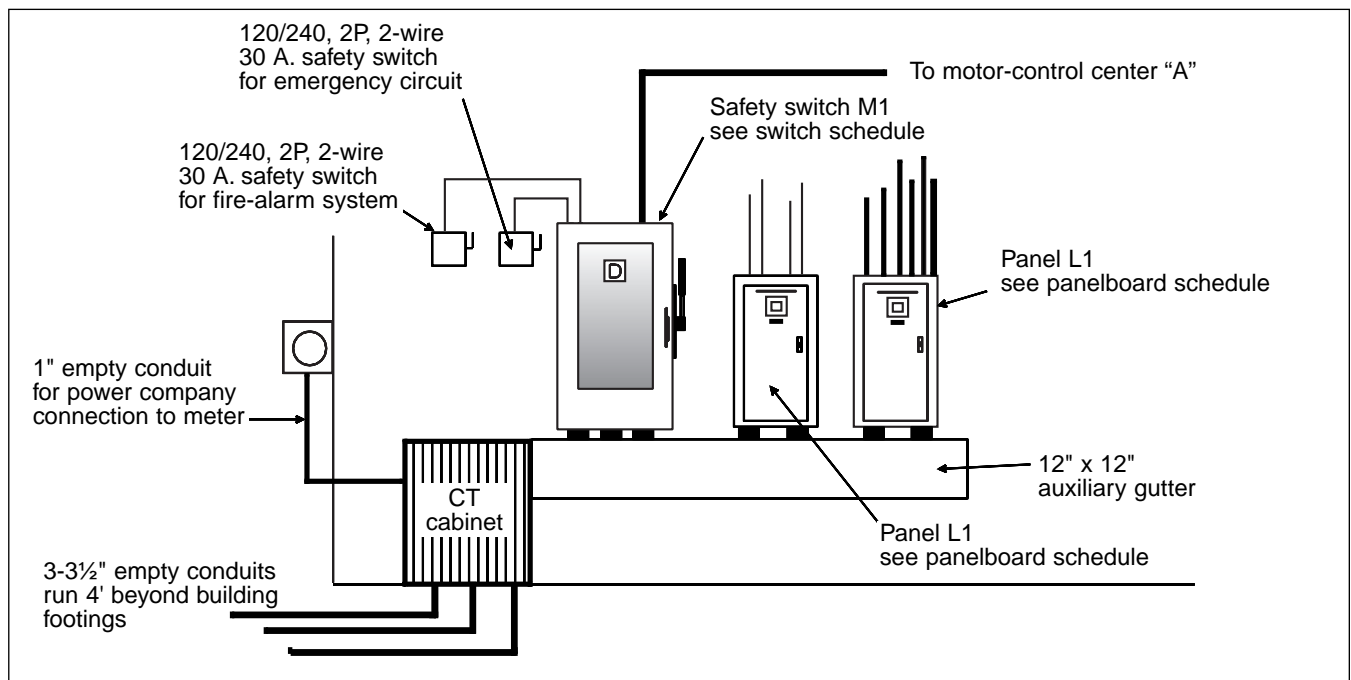 120/240, 2P, 2-wire
30 A. safety switch
for emergency circuit
To motor-control center “A”
Safety switch M1
see switch schedule
120/240, 2P, 2-wire
30 A. safety switch
for fire-alarm system
D
Panel L1
see panelboard schedule
1" empty conduit
for power company
connection to meter
12" x 12"
auxiliary gutter
CT
cabinet
Panel L1
see panelboard schedule
3-3½" empty conduits
run 4' beyond building
footings